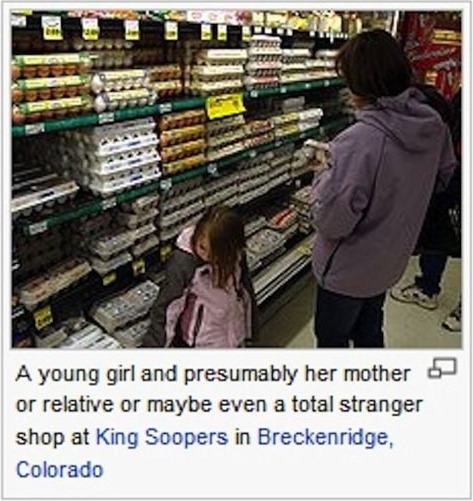 A young girl and presumably her mother
or relative or maybe even a total stranger
shop at King Soopers in Breckenridge,
Colorado